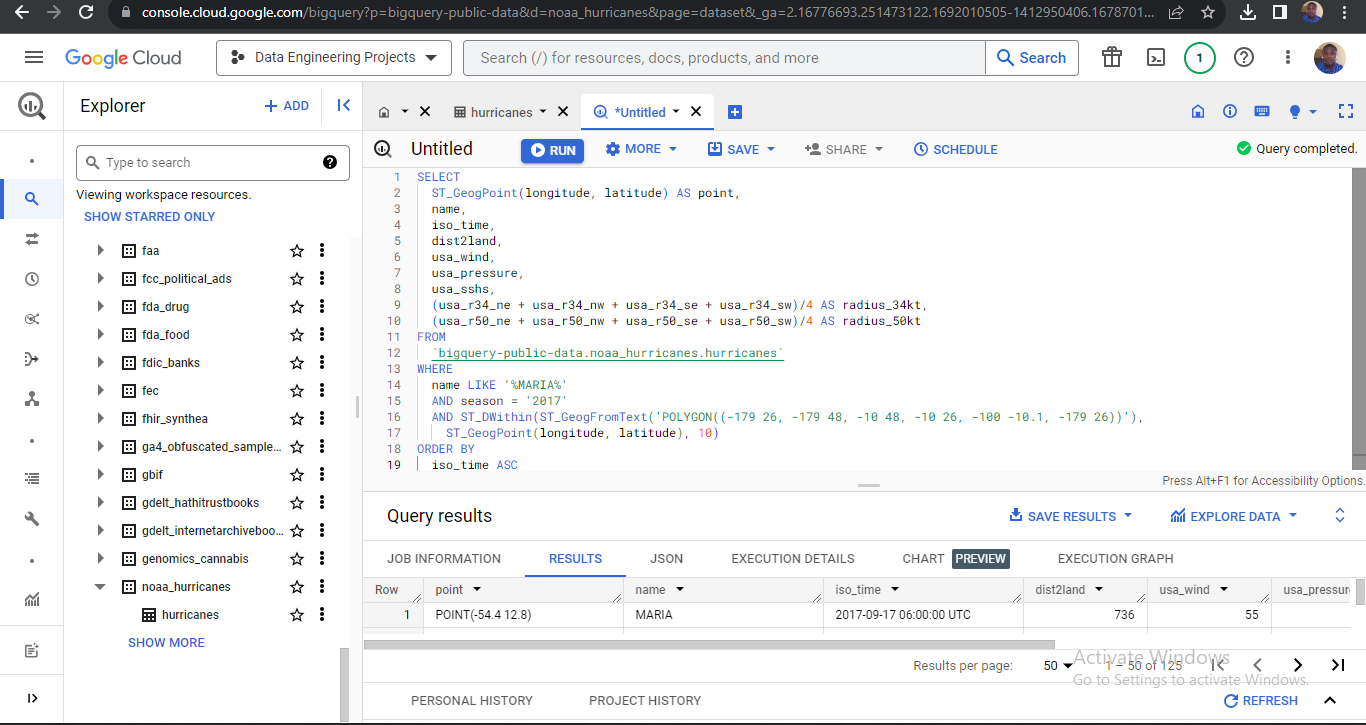 console.cloud.google.com/bigquery?p=bigquery-public-data&d=noaa_hurricanes&page=dataset&_ga=2.16776693.251473122.1692010505-1412950406.1678701...
Google Cloud
Data Engineering Projects
Search (/) for resources, docs, products, and more
Search
1
Explorer
+ ADD
hurricanes
*Untitled
Untitled
RUN
MORE
SAVE
SHARE
SCHEDULE
Query completed.
Type to search
Viewing workspace resources.
SHOW STARRED ONLY
faa
fcc_political_ads
fda_drug
fda_food
fdic_banks
fec
fhir_synthea
ga4_obfuscated_sample...
gbif
gdelt_hathitrustbooks
gdelt_internetarchiveboo...
genomics_cannabis
noaa_hurricanes
hurricanes
SHOW MORE
1 SELECT
2 ST_GeogPoint(longitude, latitude) AS point,
3 name,
4 iso_time,
5 dist2land,
6 usa_wind,
7 usa_pressure,
8 usa_sshs,
9 (usa_r34_ne + usa_r34_nw + usa_r34_se + usa_r34_sw)/4 AS radius_34kt,
10 (usa_r50_ne + usa_r50_nw + usa_r50_se + usa_r50_sw)/4 AS radius_50kt
11 FROM
12 `bigquery-public-data.noaa_hurricanes.hurricanes`
13 WHERE
14 name LIKE '%MARIA%'
15 AND season = '2017'
16 AND ST_DWithin(ST_GeogFromText('POLYGON((-179 26, -179 48, -10 48, -10 26, -100 -10.1, -179 26))'),
17 ST_GeogPoint(longitude, latitude), 10)
18 ORDER BY
19 iso_time ASC
Press Alt+F1 for Accessibility Options.
Query results
SAVE RESULTS
EXPLORE DATA
JOB INFORMATION
RESULTS
JSON
EXECUTION DETAILS
CHART PREVIEW
EXECUTION GRAPH
Row point name iso_time dist2land usa_wind usa_pressur
1 POINT(-54.4 12.8) MARIA 2017-09-17 06:00:00 UTC 736 55
Results per page: 50 1 – 50 of 125
Activate Windows
Go to Settings to activate Windows.
PERSONAL HISTORY
PROJECT HISTORY
REFRESH